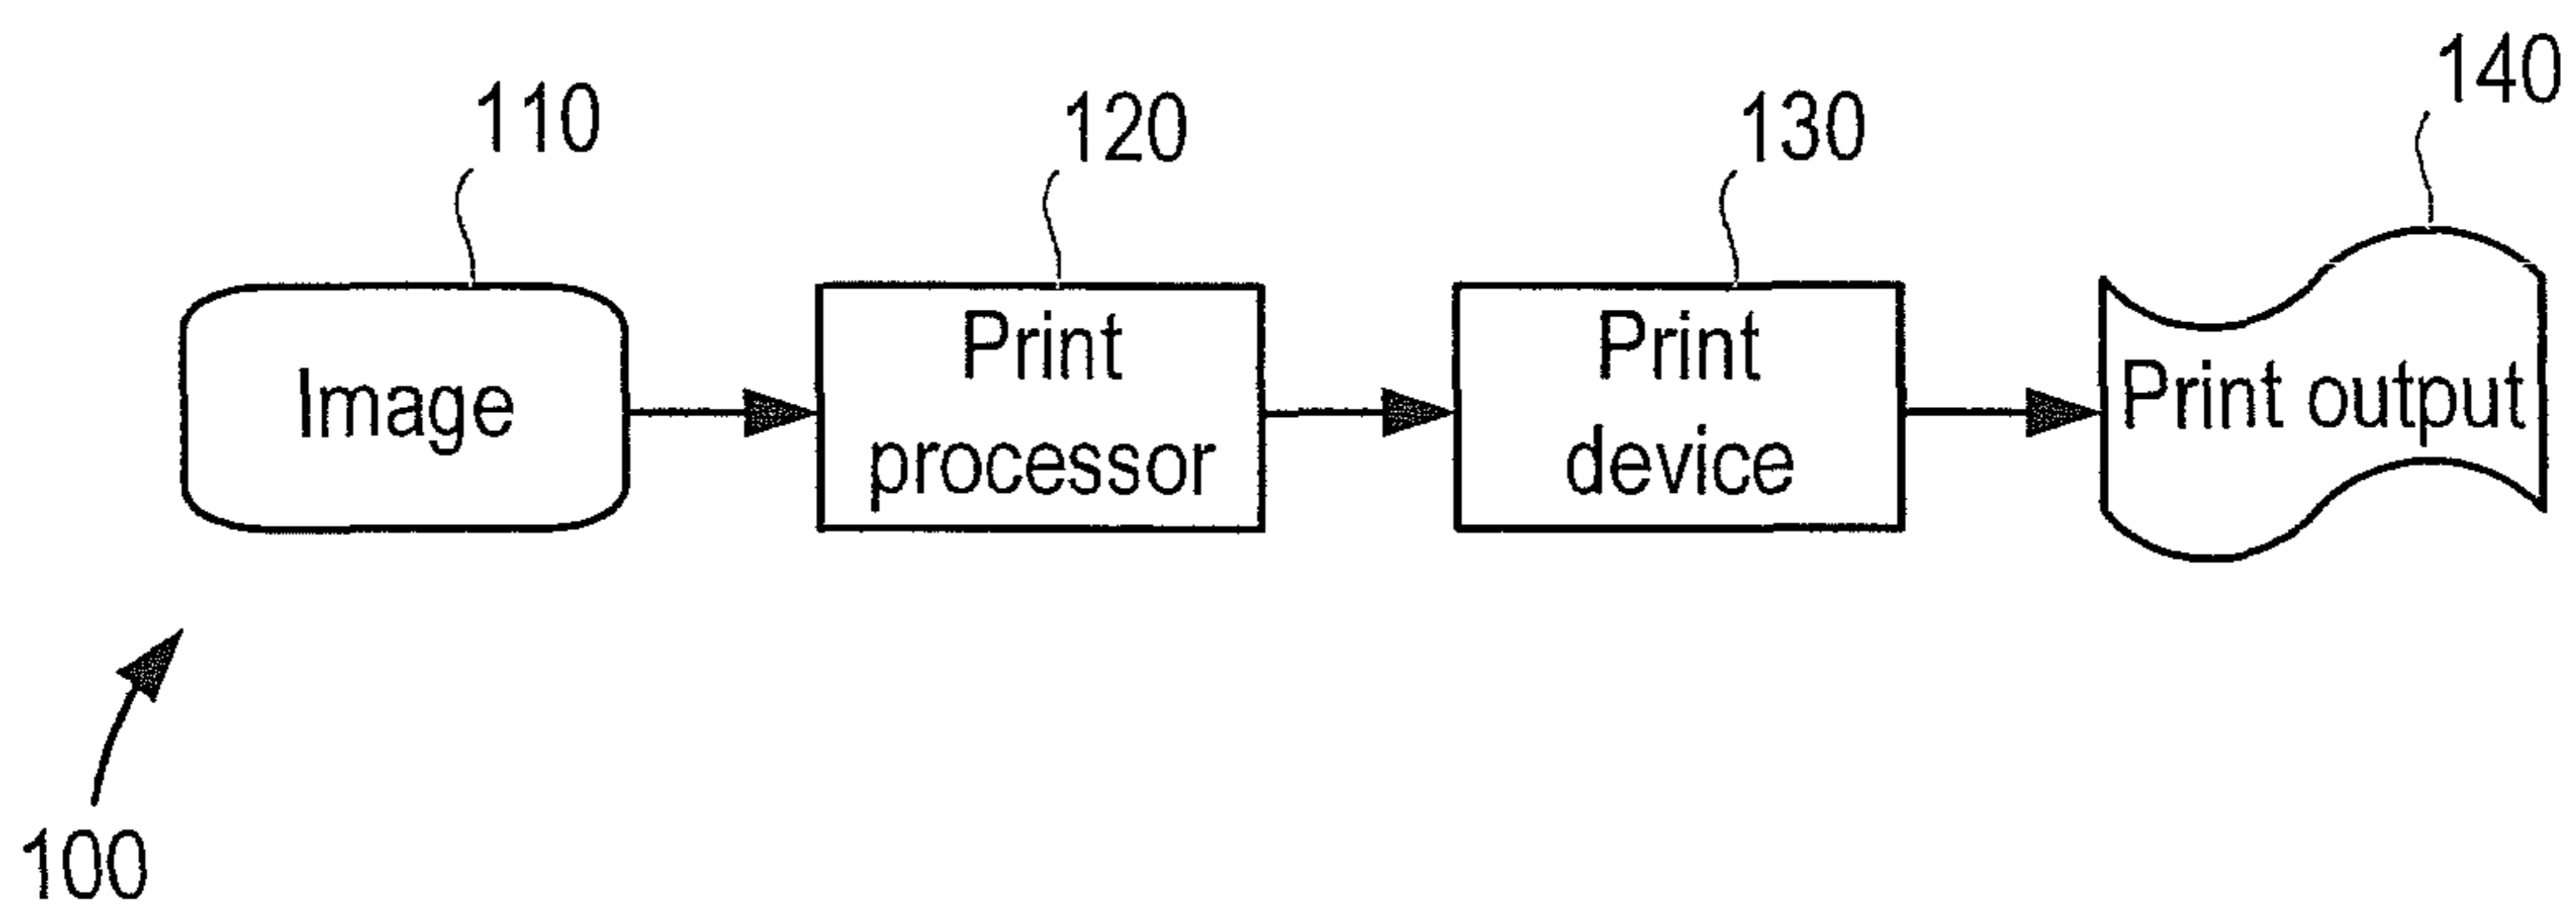 140
110
120
130
Image
Print
processor
Print
device
Print output
100